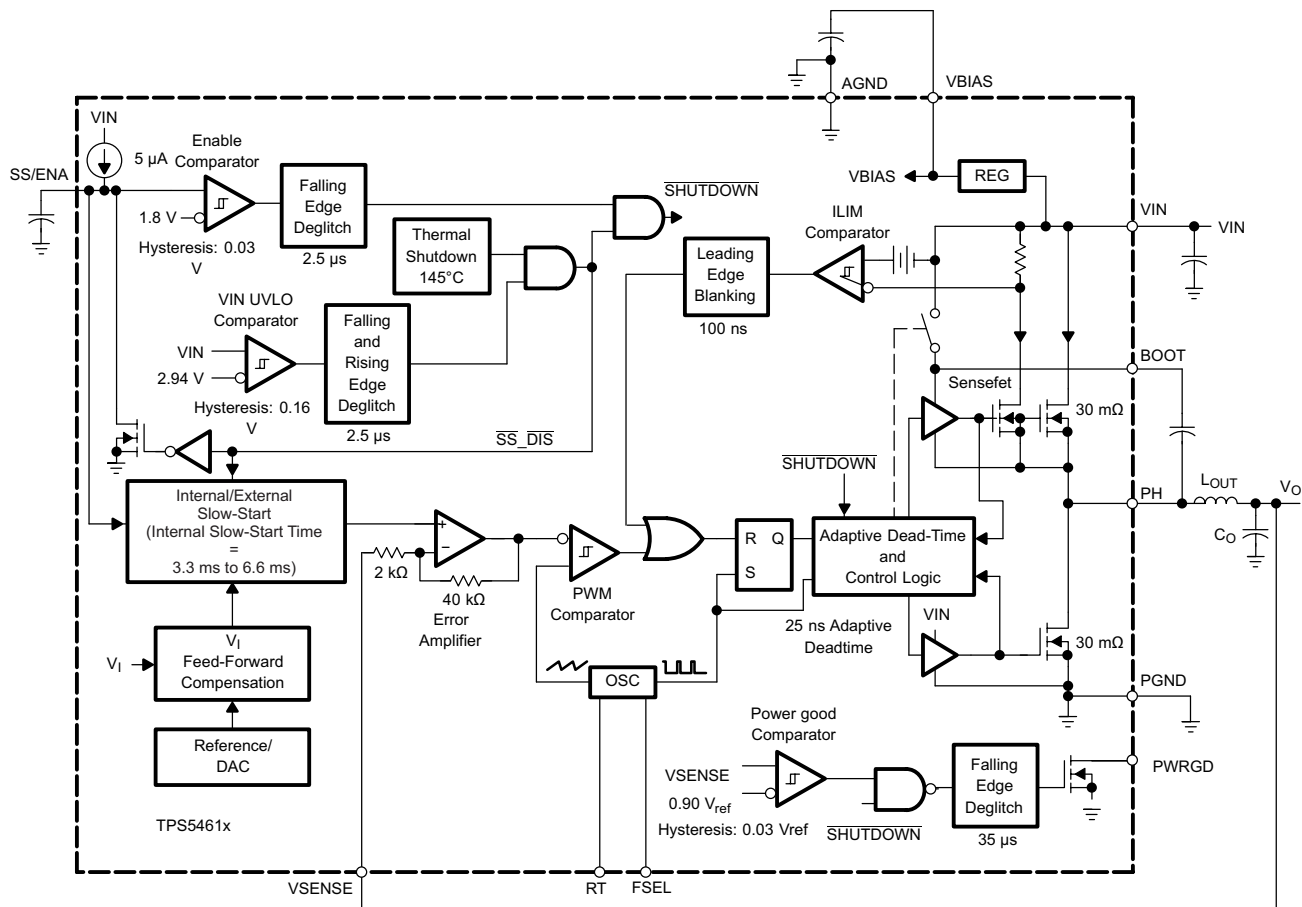 AGND
VBIAS
VIN
5 µA
Enable
Comparator
SS/ENA
1.8 V
Hysteresis: 0.03
V
Falling
Edge
Deglitch
2.5 µs
SHUTDOWN
Thermal
Shutdown
145°C
VBIAS
REG
VIN
VIN
ILIM
Comparator
Leading
Edge
Blanking
100 ns
VIN UVLO
Comparator
VIN
2.94 V
Hysteresis: 0.16
V
Falling
and
Rising
Edge
Deglitch
2.5 µs
BOOT
Sensefet
30 mΩ
SS_DIS
SHUTDOWN
PH
LOUT
VO
CO
Internal/External
Slow-Start
(Internal Slow-Start Time
=
3.3 ms to 6.6 ms)
+
−
2 kΩ
40 kΩ
Error
Amplifier
PWM
Comparator
R
Q
S
Adaptive Dead-Time
and
Control Logic
25 ns Adaptive
Deadtime
VIN
30 mΩ
VI
VI
Feed-Forward
Compensation
OSC
PGND
Reference/
DAC
Power good
Comparator
VSENSE
0.90 Vref
Hysteresis: 0.03 Vref
SHUTDOWN
Falling
Edge
Deglitch
35 µs
PWRGD
TPS5461x
VSENSE
RT
FSEL